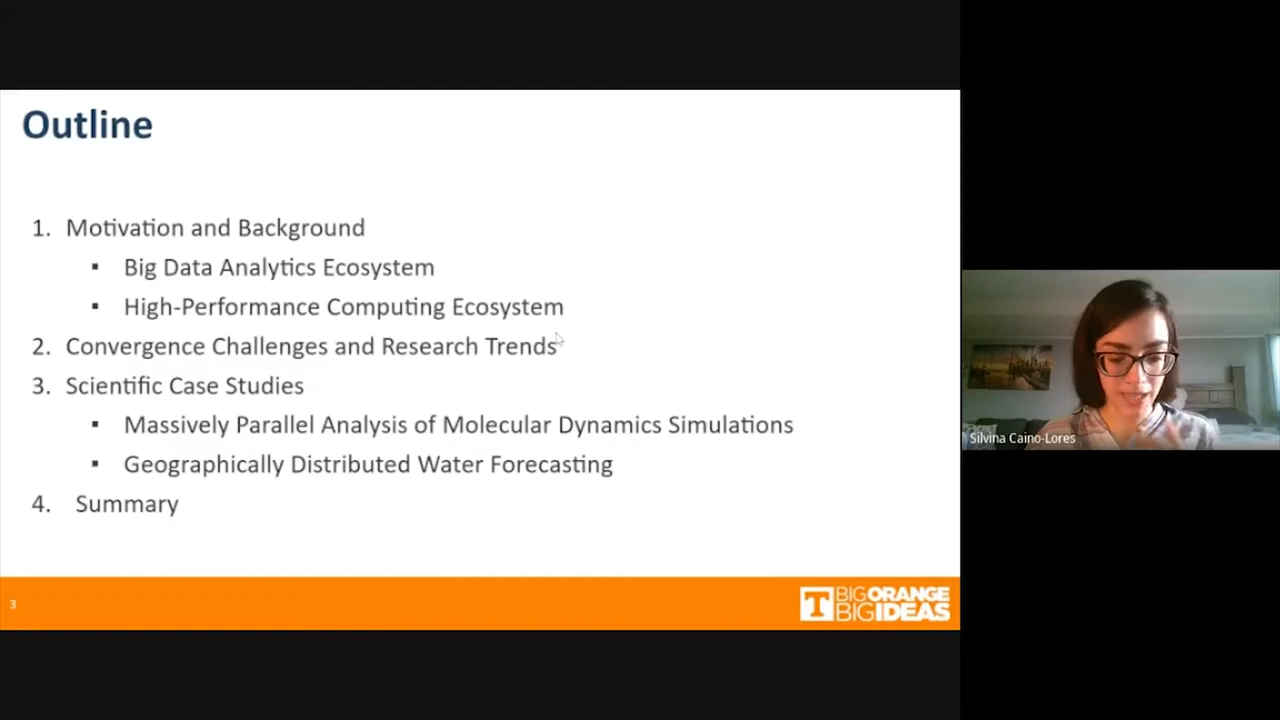 Outline
1. Motivation and Background
▪ Big Data Analytics Ecosystem
▪ High-Performance Computing Ecosystem
2. Convergence Challenges and Research Trends
3. Scientific Case Studies
▪ Massively Parallel Analysis of Molecular Dynamics Simulations
▪ Geographically Distributed Water Forecasting
4. Summary
3
T BIG ORANGE
BIG IDEAS
Silvina Caino-Lores